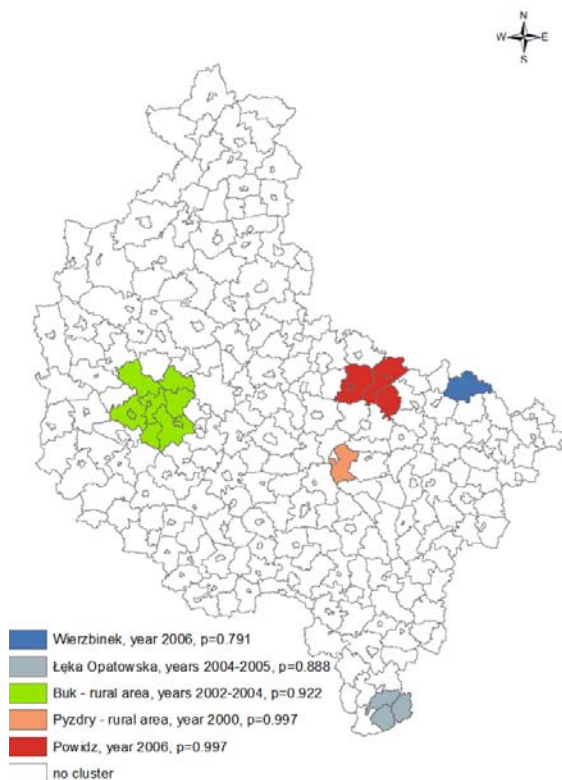 N
W E
S
Wierzbinek, year 2006, p=0.791
Łęka Opatowska, years 2004-2005, p=0.888
Buk - rural area, years 2002-2004, p=0.922
Pyzdry - rural area, year 2000, p=0.997
Powidz, year 2006, p=0.997
no cluster